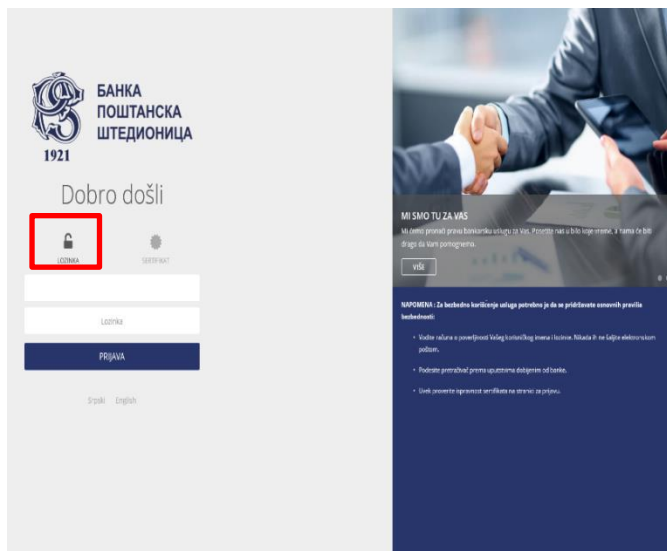 БАНКА
ПОШТАНСКА
ШТЕДИОНИЦА
1921
Dobro došli
LOZINKA
SERTIFIKAT
Lozinka
PRIJAVA
Srpski English
MI SMO TU ZA VAS
Mi ćemo pronaći pravu bankarsku uslugu za Vas. Posetite nas u bilo koje vreme, a nama će biti
drago da Vam pomognemo.
VIŠE
NAPOMENA : Za bezbedno korišćenje usluga potrebno je da se pridržavate osnovnih pravila
bezbednosti:
• Vodite računa o poverljivosti Vašeg korisničkog imena i lozinke. Nikada ih ne šaljite elektronskom
poštom.
• Podesite pretraživač prema uputstvima dobijenim od banke.
• Uvek proverite ispravnost sertifikata na stranici za prijavu.